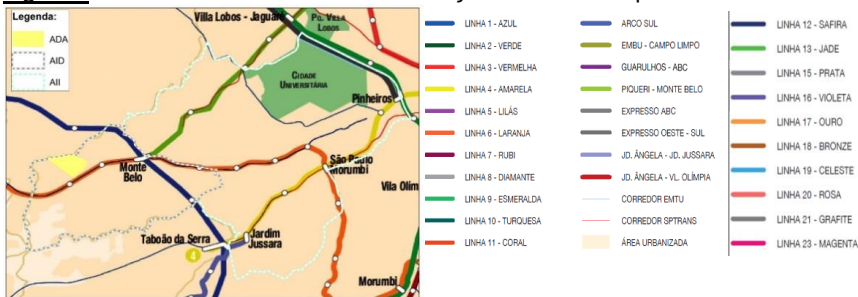 Legenda:
ADA
AID
AII
Villa Lobos - Jaguaré
PQ. VILLA
LOBOS
CIDADE
UNIVERSITÁRIA
Pinheiros
Monte
Belo
São Paulo
Morumbi
Vila Olím
Taboão da Serra
Jardim
Jussara
4
Morumbi
LINHA 1 - AZUL
LINHA 2 - VERDE
LINHA 3 - VERMELHA
LINHA 4 - AMARELA
LINHA 5 - LILÁS
LINHA 6 - LARANJA
LINHA 7 - RUBI
LINHA 8 - DIAMANTE
LINHA 9 - ESMERALDA
LINHA 10 - TURQUESA
LINHA 11 - CORAL
ARCO SUL
EMBU - CAMPO LIMPO
GUARULHOS - ABC
PIQUERI - MONTE BELO
EXPRESSO ABC
EXPRESSO OESTE - SUL
JD. ÂNGELA - JD. JUSSARA
JD. ÂNGELA - VL. OLÍMPIA
CORREDOR EMTU
CORREDOR SPTRANS
ÁREA URBANIZADA
LINHA 12 - SAFIRA
LINHA 13 - JADE
LINHA 15 - PRATA
LINHA 16 - VIOLETA
LINHA 17 - OURO
LINHA 18 - BRONZE
LINHA 19 - CELESTE
LINHA 20 - ROSA
LINHA 21 - GRAFITE
LINHA 23 - MAGENTA